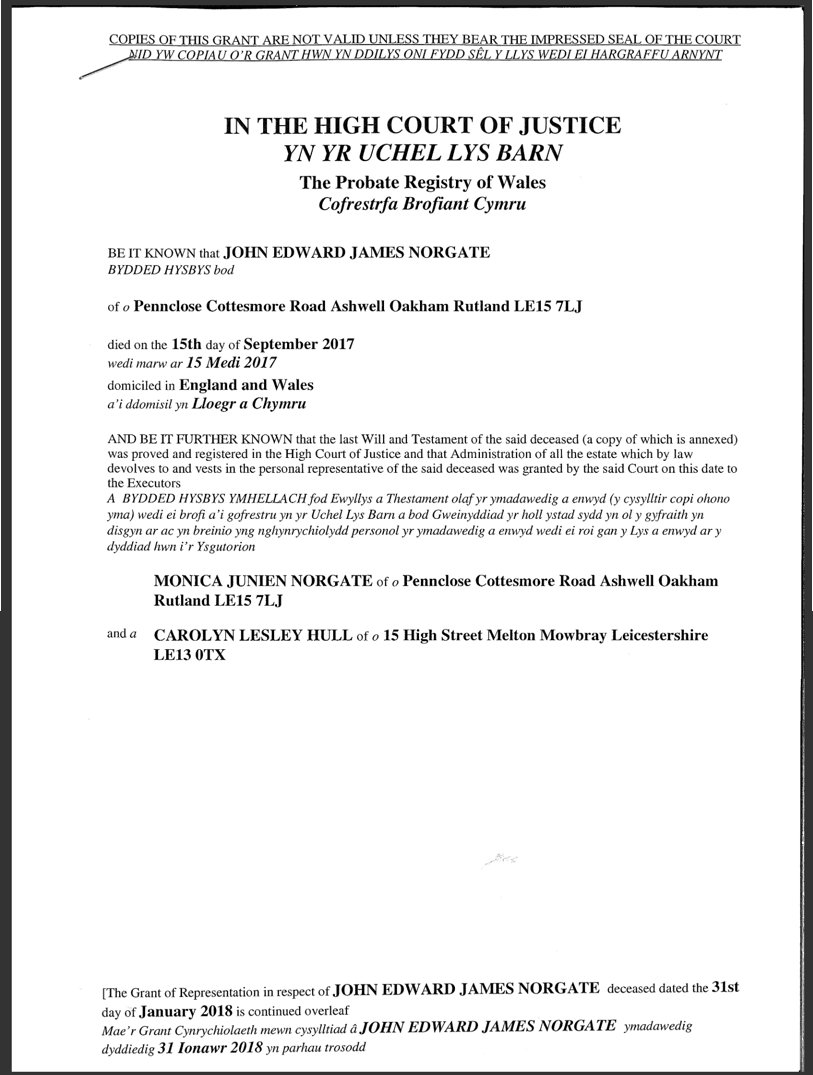 COPIES OF THIS GRANT ARE NOT VALID UNLESS THEY BEAR THE IMPRESSED SEAL OF THE COURT
NID YW COPIAU O'R GRANT HWN YN DDILYS ONI FYDD SÊL Y LLYS WEDI EI HARGRAFFU ARNYNT
IN THE HIGH COURT OF JUSTICE
YN YR UCHEL LYS BARN
The Probate Registry of Wales
Cofrestrfa Brofiant Cymru
BE IT KNOWN that JOHN EDWARD JAMES NORGATE
BYDDED HYSBYS bod
of o Pennclose Cottesmore Road Ashwell Oakham Rutland LE15 7LJ
died on the 15th day of September 2017
wedi marw ar 15 Medi 2017
domiciled in England and Wales
a'i ddomisil yn Lloegr a Chymru
AND BE IT FURTHER KNOWN that the last Will and Testament of the said deceased (a copy of which is annexed)
was proved and registered in the High Court of Justice and that Administration of all the estate which by law
devolves to and vests in the personal representative of the said deceased was granted by the said Court on this date to
the Executors
A BYDDED HYSBYS YMHELLACH fod Ewyllys a Thestament olaf yr ymadawedig a enwyd (y cysylltir copi ohono
yma) wedi ei brofi a'i gofrestru yn yr Uchel Lys Barn a bod Gweinyddiad yr holl ystad sydd yn ol y gyfraith yn
disgyn ar ac yn breinio yng nghynrychiolydd personol yr ymadawedig a enwyd wedi ei roi gan y Lys a enwyd ar y
dyddiad hwn i'r Ysgutorion
MONICA JUNIEN NORGATE of o Pennclose Cottesmore Road Ashwell Oakham
Rutland LE15 7LJ
and a CAROLYN LESLEY HULL of o 15 High Street Melton Mowbray Leicestershire
LE13 0TX
[The Grant of Representation in respect of JOHN EDWARD JAMES NORGATE deceased dated the 31st
day of January 2018 is continued overleaf
Mae'r Grant Cynrychiolaeth mewn cysylltiad â JOHN EDWARD JAMES NORGATE ymadawedig
dyddiedig 31 Ionawr 2018 yn parhau trosodd